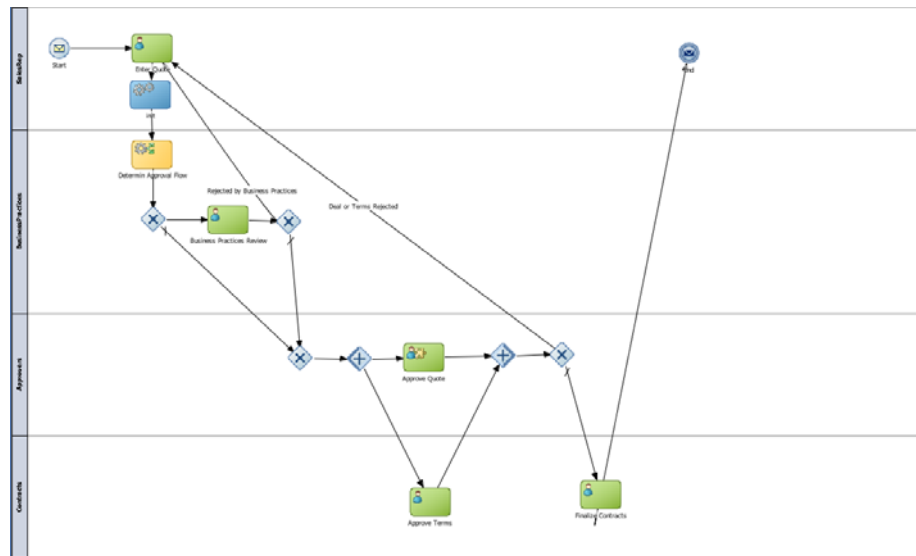 SalesRep
Start
Enter Quote
BusinessPractices
Determin Approval Flow
Rejected by Business Practices
Business Practices Review
Deal or Terms Rejected
Approvers
Approve Quote
Contracts
Approve Terms
Finalize Contracts